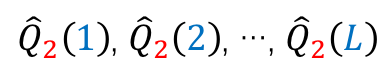 Q̂₂(1), Q̂₂(2), ⋯, Q̂₂(L)